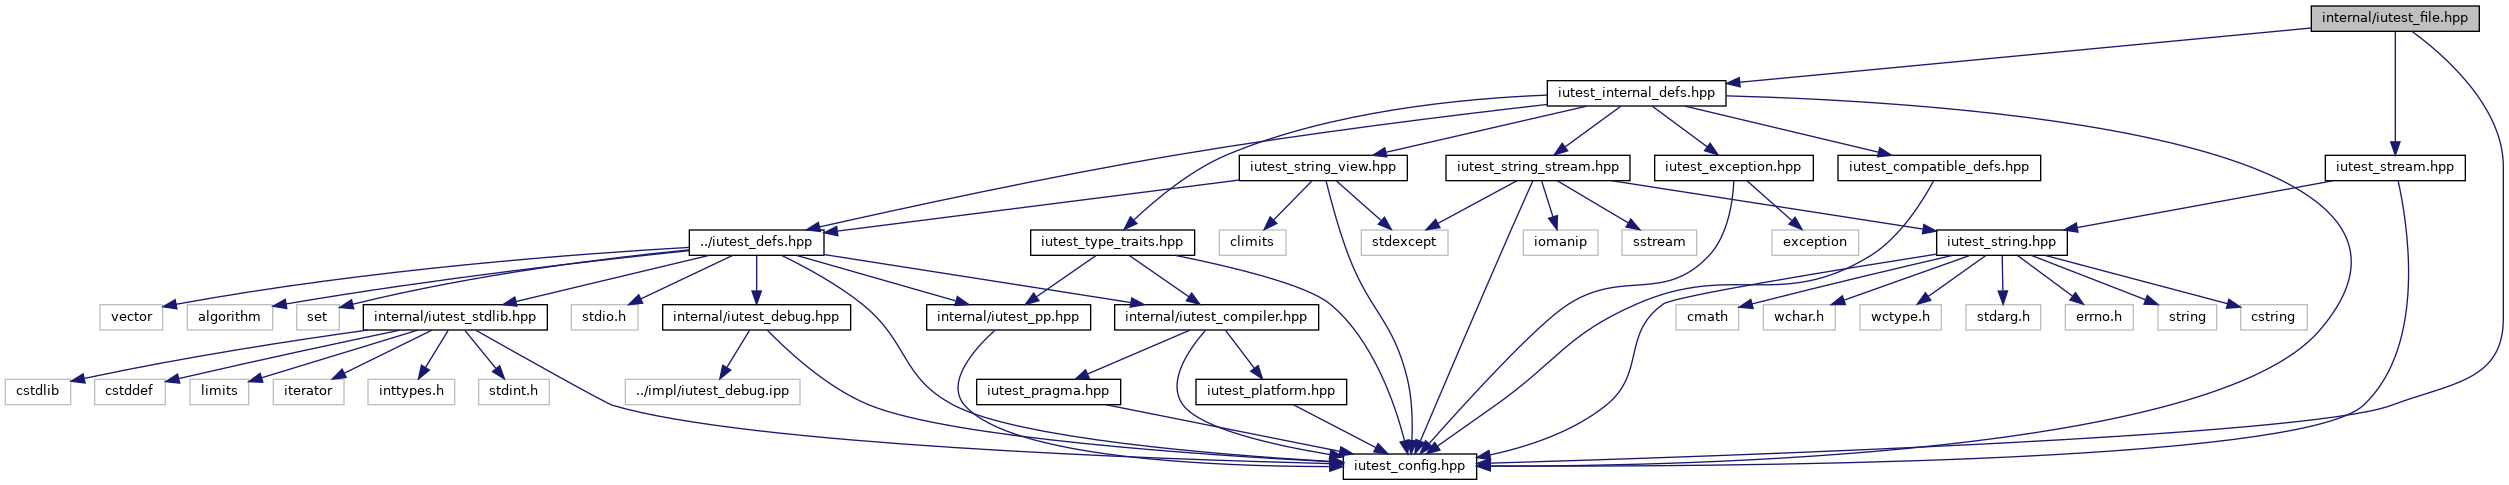 internal/iutest_file.hpp
iutest_internal_defs.hpp
iutest_string_view.hpp
iutest_string_stream.hpp
iutest_exception.hpp
iutest_compatible_defs.hpp
iutest_stream.hpp
../iutest_defs.hpp
iutest_type_traits.hpp
climits
stdexcept
iomanip
sstream
exception
iutest_string.hpp
vector
algorithm
set
internal/iutest_stdlib.hpp
stdio.h
internal/iutest_debug.hpp
internal/iutest_pp.hpp
internal/iutest_compiler.hpp
cmath
wchar.h
wctype.h
stdarg.h
errno.h
string
cstring
cstdlib
cstddef
limits
iterator
inttypes.h
stdint.h
../impl/iutest_debug.ipp
iutest_pragma.hpp
iutest_platform.hpp
iutest_config.hpp